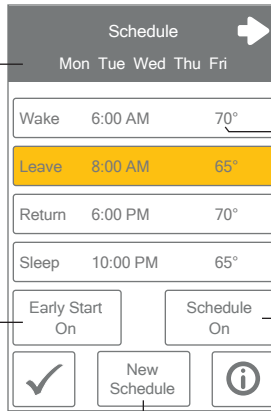 Schedule
Mon Tue Wed Thu Fri
Wake 6:00 AM 70°
Leave 8:00 AM 65°
Return 6:00 PM 70°
Sleep 10:00 PM 65°
Early Start
On
Schedule
On
New
Schedule